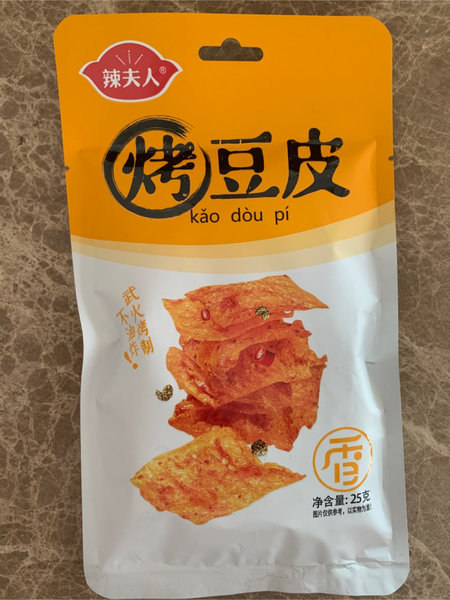 辣夫人®
烤豆皮
kǎo dòu pí
武火烤制
不油炸!
香
净含量: 25克
图片仅供参考，以实物为准